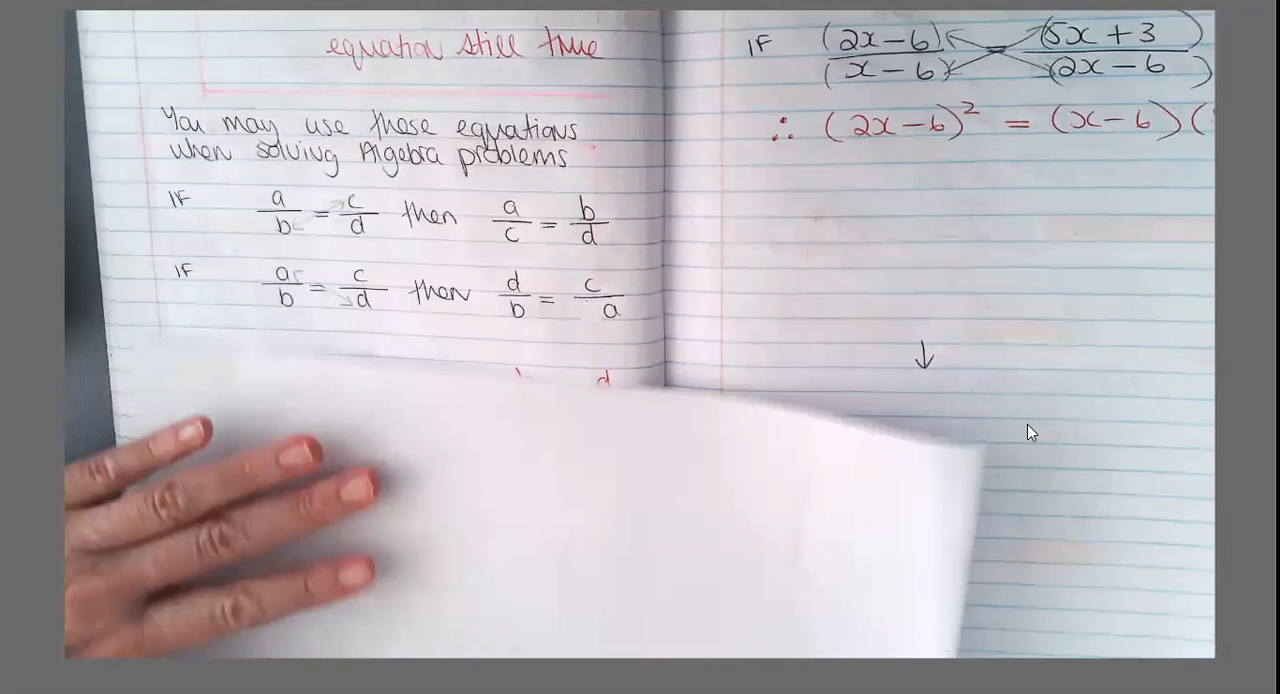 equation still true
You may use these equations
when solving Algebra problems
IF a/b = c/d then a/c = b/d
IF a/b = c/d then d/b = c/a
d
IF (2x-6)/(x-6) = (5x+3)/(2x-6)
∴ (2x-6)² = (x-6)(
↓